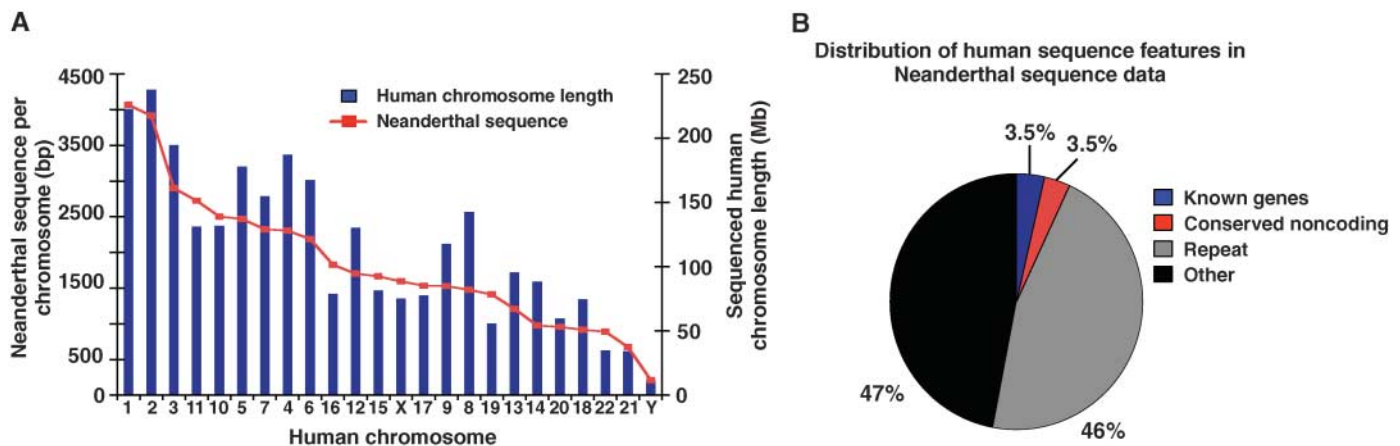 A
Neanderthal sequence per
chromosome (bp)
4500
3500
2500
1500
500
0
Human chromosome length
Neanderthal sequence
250
200
150
100
50
0
Sequenced human
chromosome length (Mb)
1 2 3 11 10 5 7 4 6 16 12 15 X 17 9 8 19 13 14 20 18 22 21 Y
Human chromosome
B
Distribution of human sequence features in
Neanderthal sequence data
3.5%
3.5%
47%
46%
Known genes
Conserved noncoding
Repeat
Other